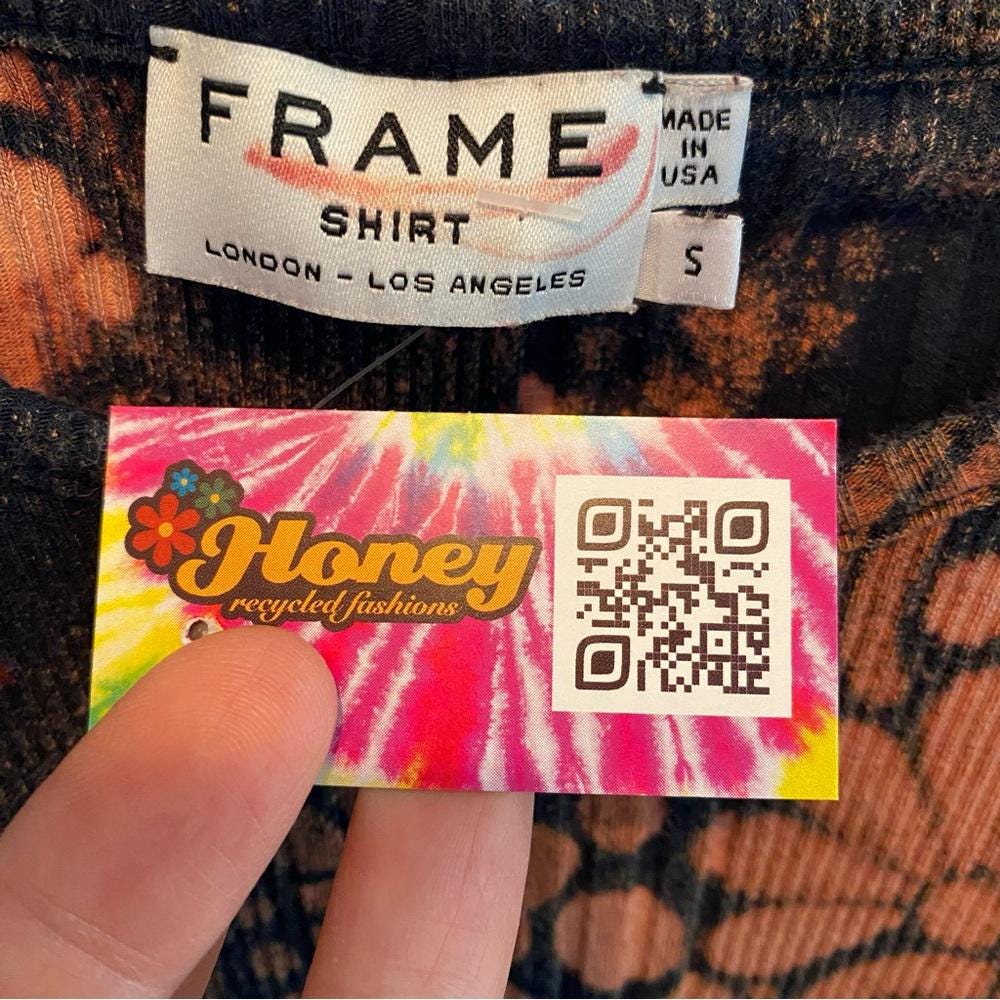 FRAME
SHIRT
LONDON - LOS ANGELES
MADE
IN
USA
S
Honey
recycled fashions